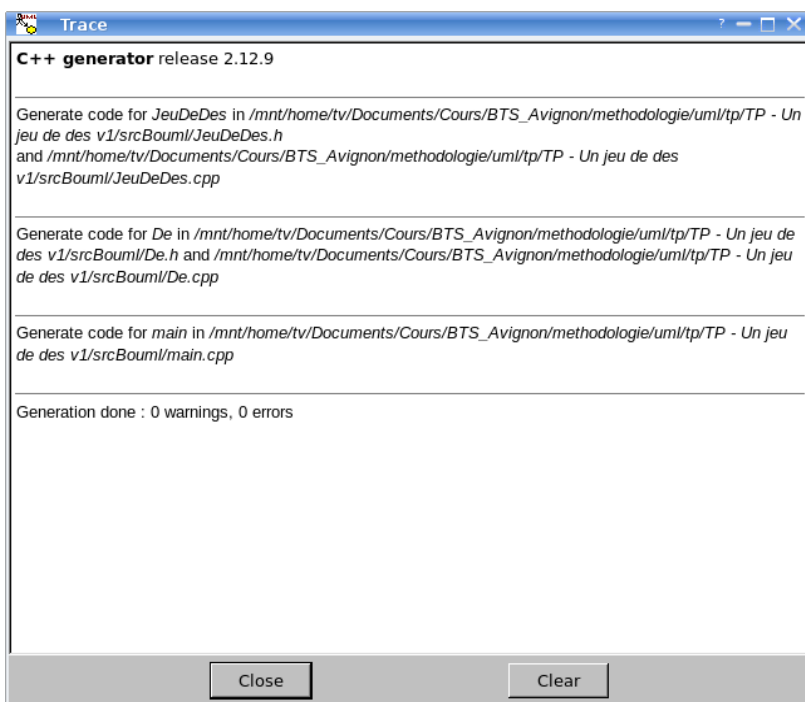 Trace
C++ generator release 2.12.9
Generate code for JeuDeDes in /mnt/home/tv/Documents/Cours/BTS_Avignon/methodologie/uml/tp/TP - Un
jeu de des v1/srcBouml/JeuDeDes.h
and /mnt/home/tv/Documents/Cours/BTS_Avignon/methodologie/uml/tp/TP - Un jeu de des
v1/srcBouml/JeuDeDes.cpp
Generate code for De in /mnt/home/tv/Documents/Cours/BTS_Avignon/methodologie/uml/tp/TP - Un jeu de
des v1/srcBouml/De.h and /mnt/home/tv/Documents/Cours/BTS_Avignon/methodologie/uml/tp/TP - Un jeu
de des v1/srcBouml/De.cpp
Generate code for main in /mnt/home/tv/Documents/Cours/BTS_Avignon/methodologie/uml/tp/TP - Un jeu
de des v1/srcBouml/main.cpp
Generation done : 0 warnings, 0 errors
Close Clear